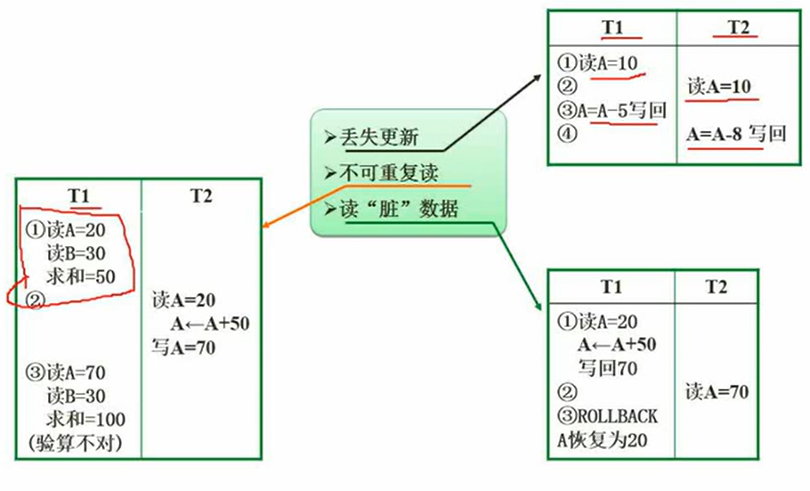 ➢丢失更新
➢不可重复读
➢读“脏”数据
T1 T2
①读A=10
② 读A=10
③A=A-5写回
④ A=A-8 写回
T1 T2
①读A=20
读B=30
求和=50
② 读A=20
A←A+50
写A=70
③读A=70
读B=30
求和=100
(验算不对)
T1 T2
①读A=20
A←A+50
写回70
② 读A=70
③ROLLBACK
A恢复为20